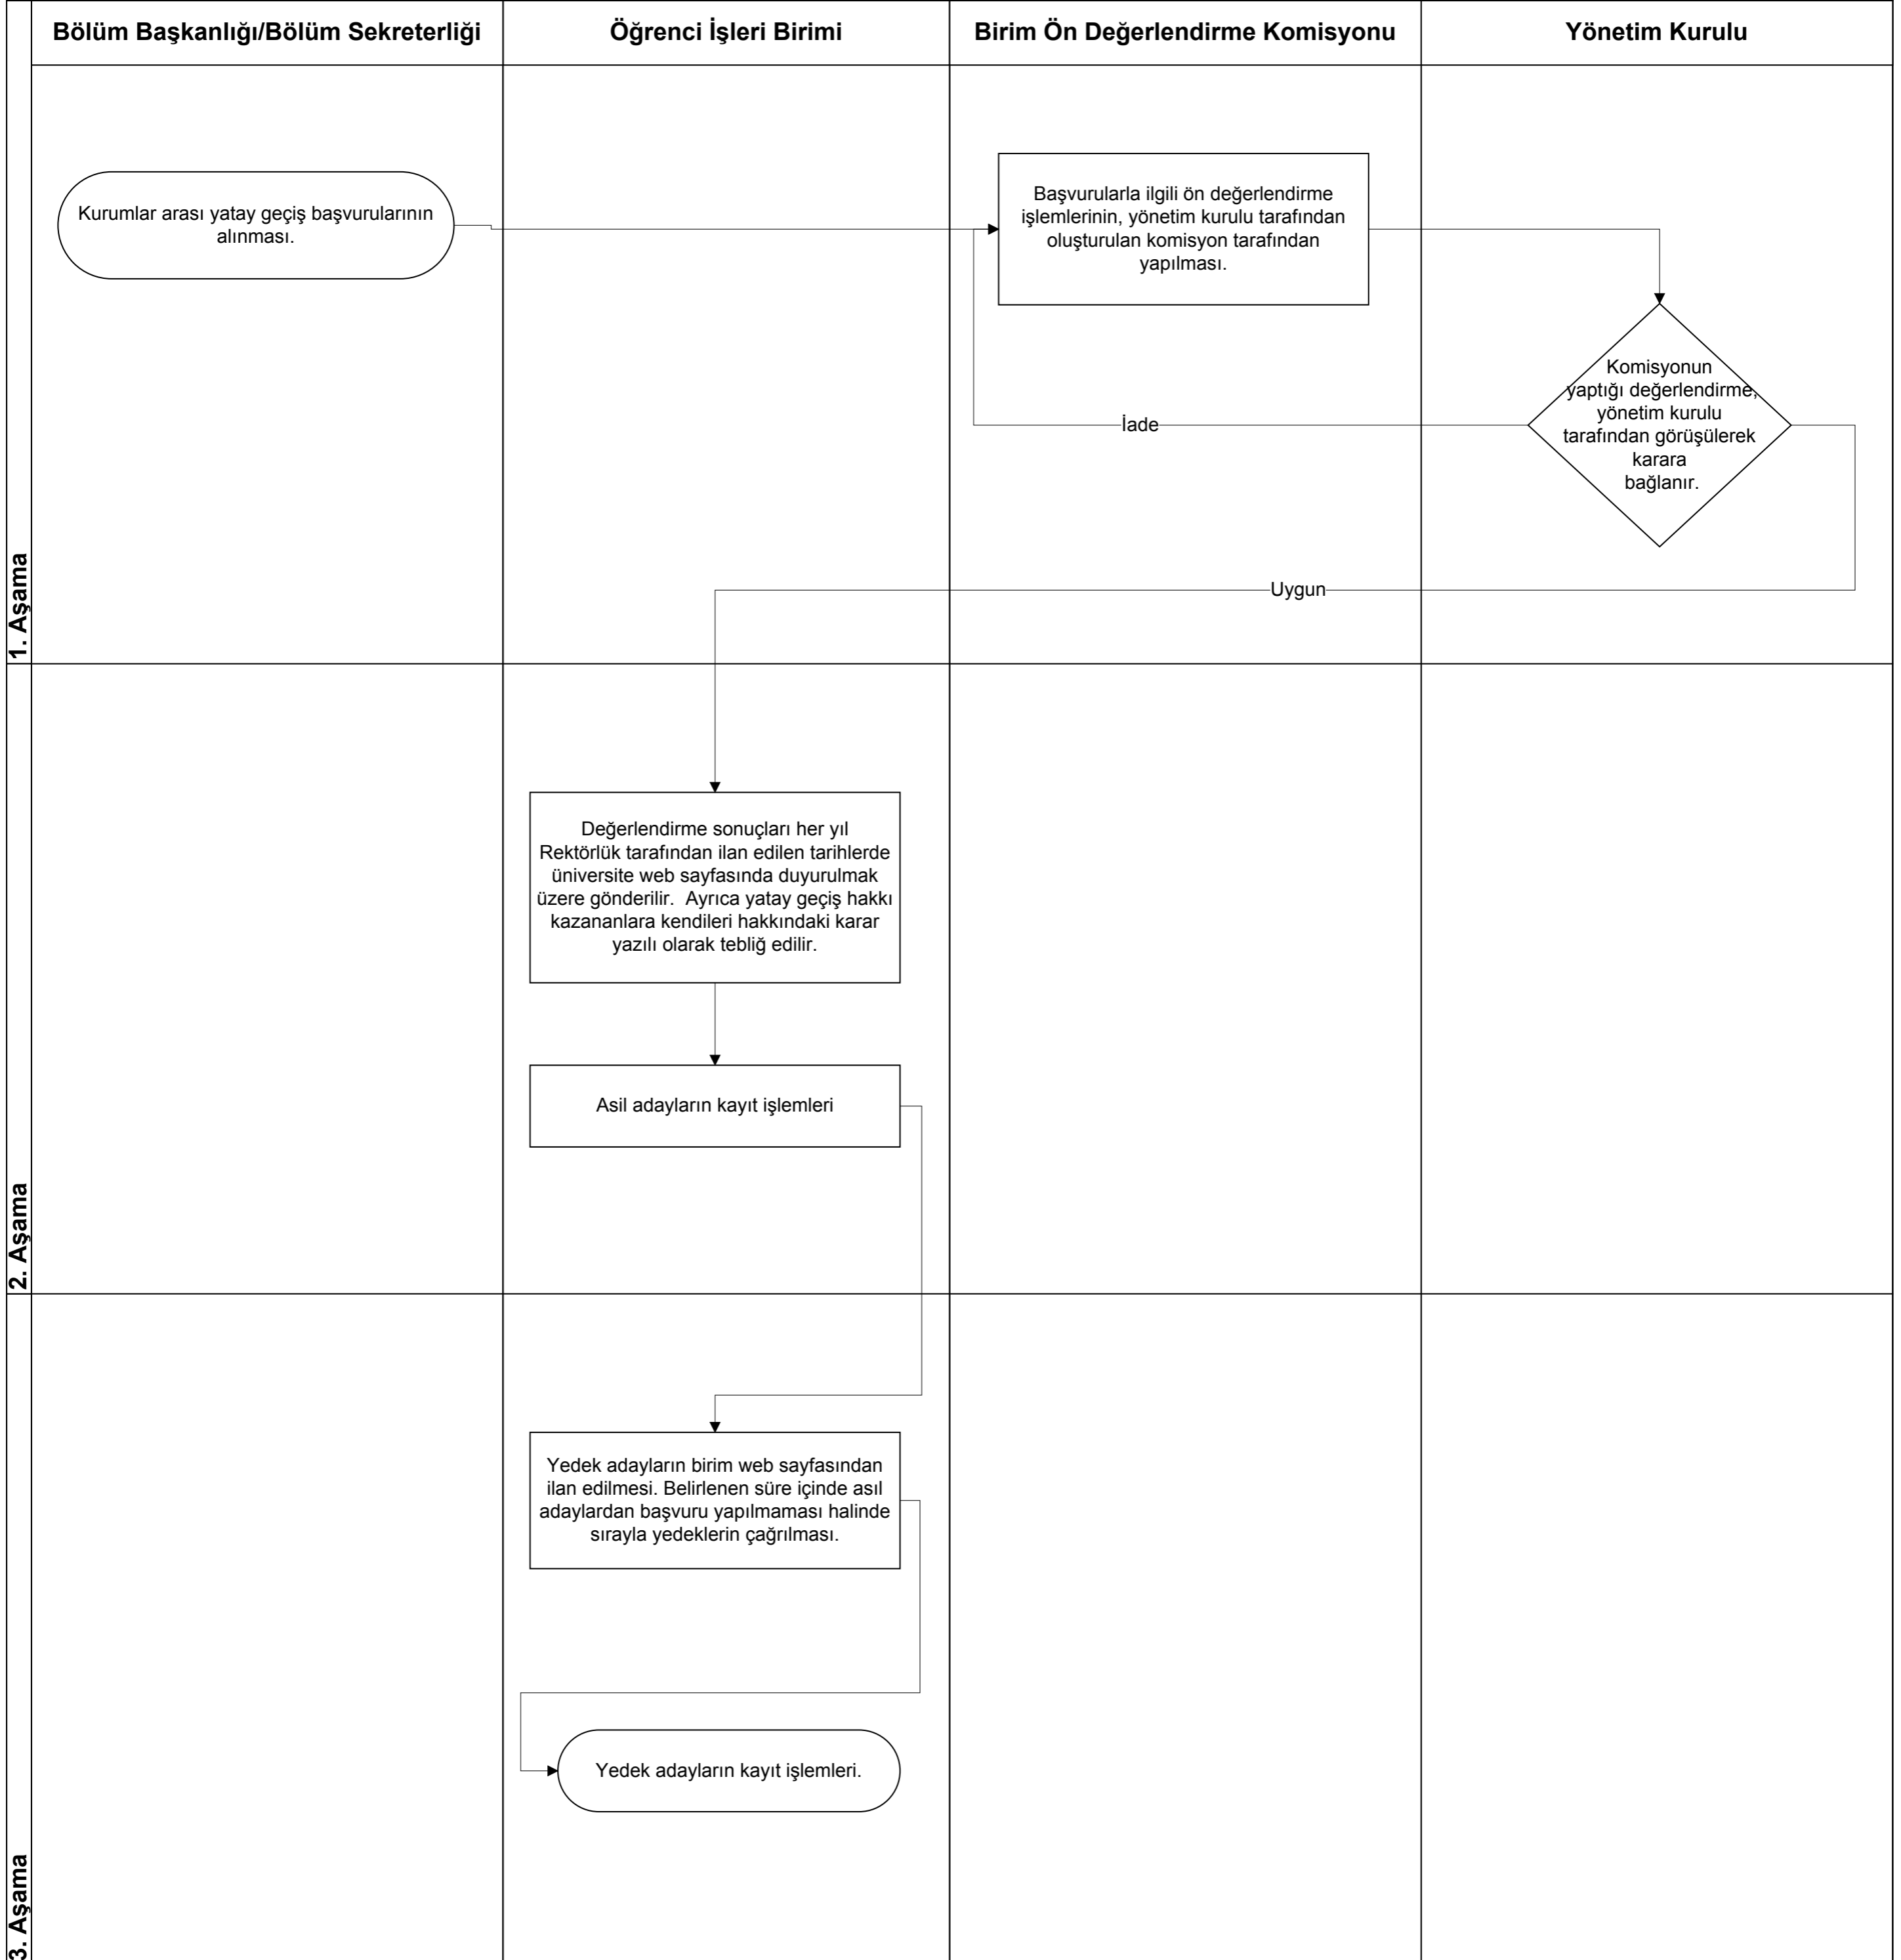 Bölüm Başkanlığı/Bölüm Sekreterliği
Öğrenci İşleri Birimi
Birim Ön Değerlendirme Komisyonu
Yönetim Kurulu
1. Aşama
Kurumlar arası yatay geçiş başvurularının
alınması.
Başvurularla ilgili ön değerlendirme
işlemlerinin, yönetim kurulu tarafından
oluşturulan komisyon tarafından
yapılması.
Komisyonun
yaptığı değerlendirme,
yönetim kurulu
tarafından görüşülerek
karara
bağlanır.
İade
Uygun
2. Aşama
Değerlendirme sonuçları her yıl
Rektörlük tarafından ilan edilen tarihlerde
üniversite web sayfasında duyurulmak
üzere gönderilir.  Ayrıca yatay geçiş hakkı
kazananlara kendileri hakkındaki karar
yazılı olarak tebliğ edilir.
Asil adayların kayıt işlemleri
3. Aşama
Yedek adayların birim web sayfasından
ilan edilmesi. Belirlenen süre içinde asıl
adaylardan başvuru yapılmaması halinde
sırayla yedeklerin çağrılması.
Yedek adayların kayıt işlemleri.